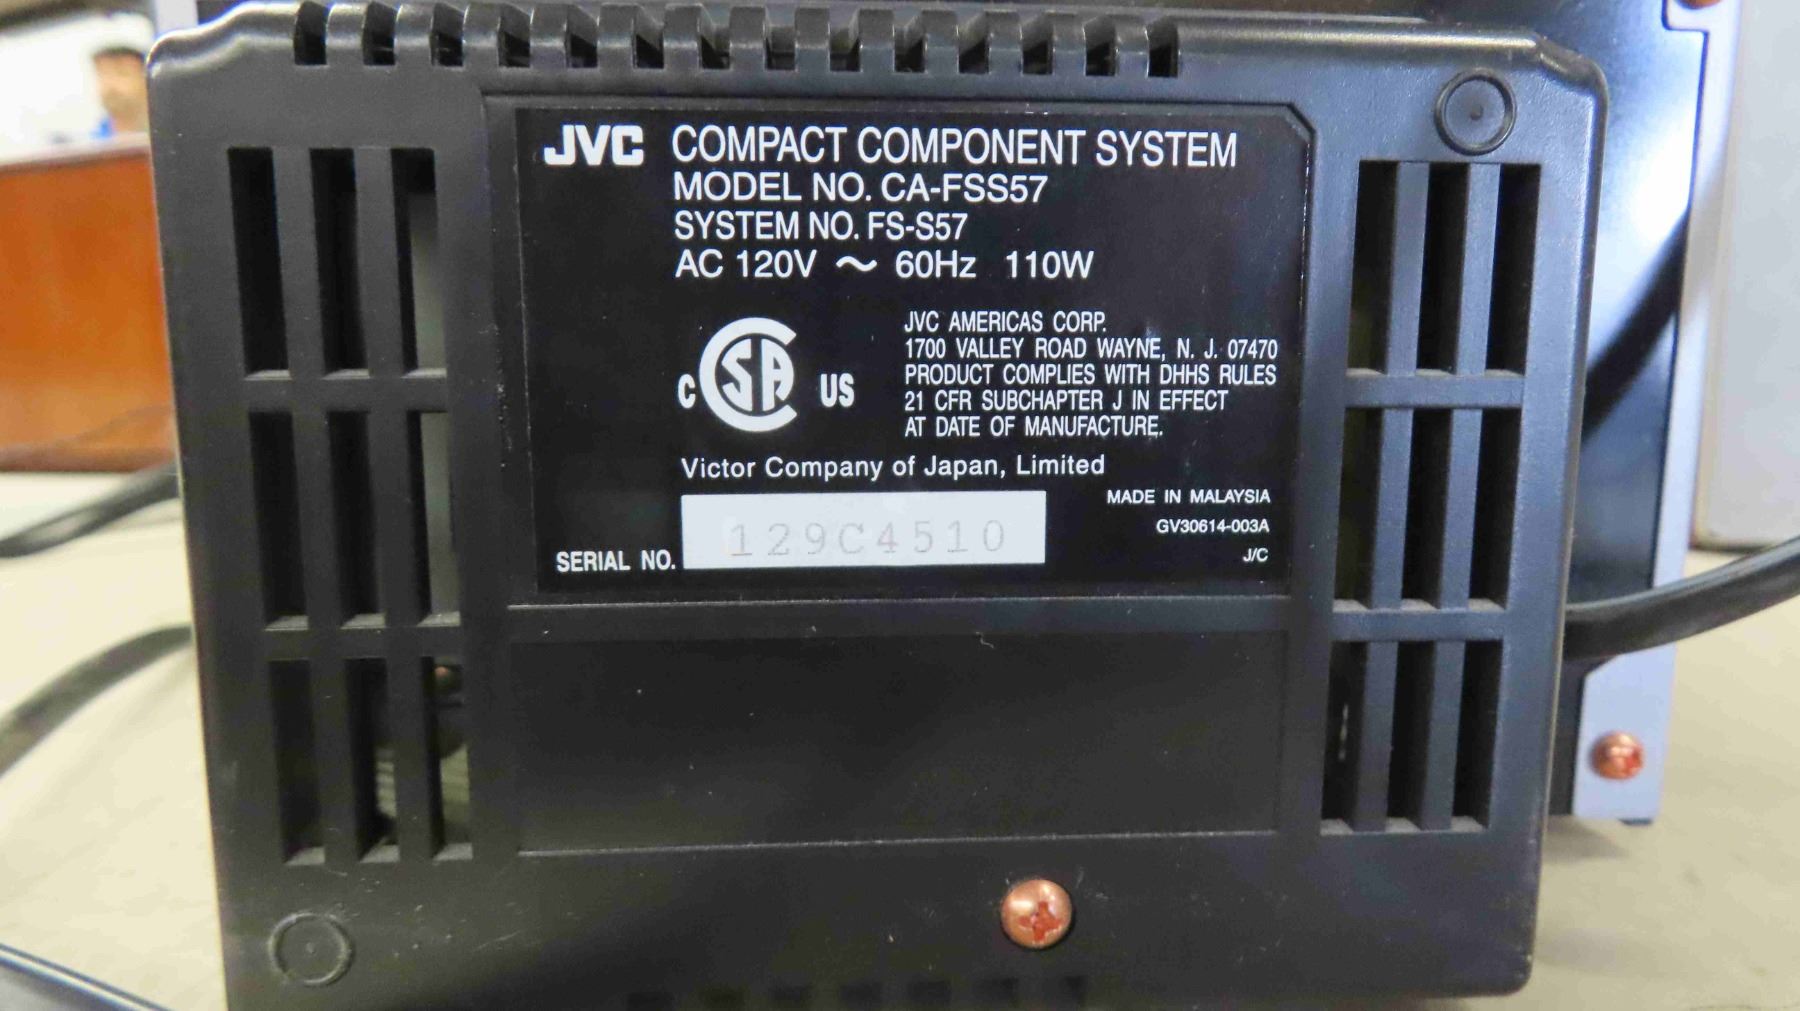 JVC COMPACT COMPONENT SYSTEM
MODEL NO. CA-FSS57
SYSTEM NO. FS-S57
AC 120V ~ 60Hz 110W
C SA US
JVC AMERICAS CORP.
1700 VALLEY ROAD WAYNE, N. J. 07470
PRODUCT COMPLIES WITH DHHS RULES
21 CFR SUBCHAPTER J IN EFFECT
AT DATE OF MANUFACTURE.
Victor Company of Japan, Limited
SERIAL NO. 129C4510
MADE IN MALAYSIA
GV30614-003A
J/C